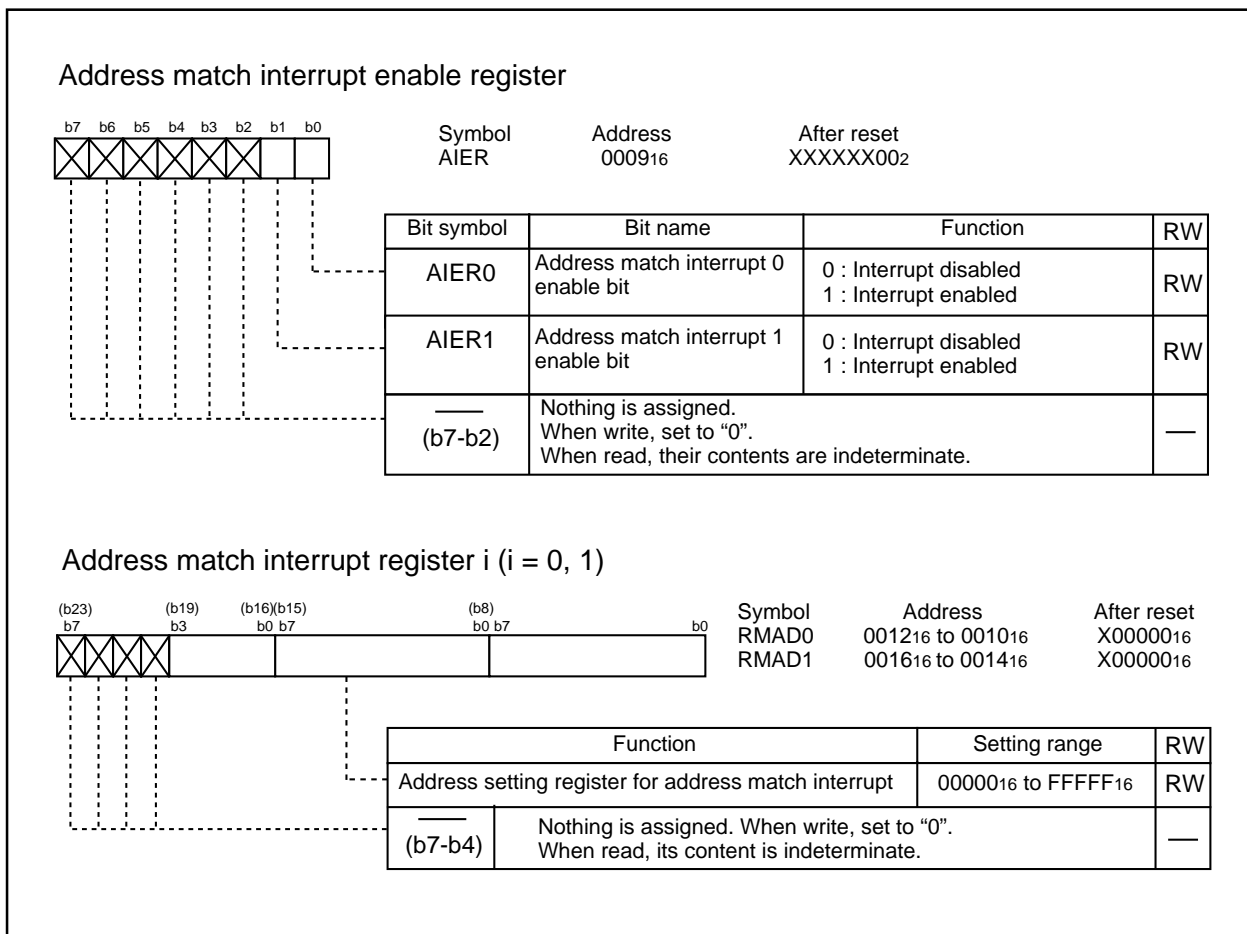 Address match interrupt enable register
b7 b6 b5 b4 b3 b2 b1 b0
Symbol Address After reset
AIER 000916 XXXXXX002
Bit symbol Bit name Function RW
AIER0 Address match interrupt 0 enable bit 0 : Interrupt disabled 1 : Interrupt enabled RW
AIER1 Address match interrupt 1 enable bit 0 : Interrupt disabled 1 : Interrupt enabled RW
(b7-b2) Nothing is assigned.
When write, set to “0”.
When read, their contents are indeterminate.
—
Address match interrupt register i (i = 0, 1)
(b23) (b19) (b16)(b15) (b8)
b7 b3 b0 b7 b0 b7 b0
Symbol Address After reset
RMAD0 001216 to 001016 X0000016
RMAD1 001616 to 001416 X0000016
Function Setting range RW
Address setting register for address match interrupt 0000016 to FFFFF16 RW
(b7-b4) Nothing is assigned. When write, set to “0”.
When read, its content is indeterminate.
—